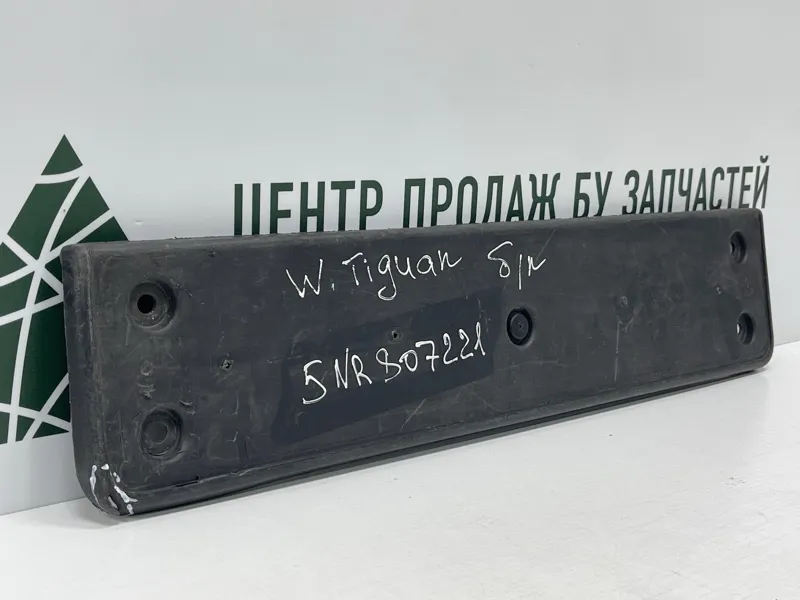 ЦЕНТР ПРОДАЖ БУ ЗАПЧАСТЕЙ
W. Tiguan б/н
5NR807221